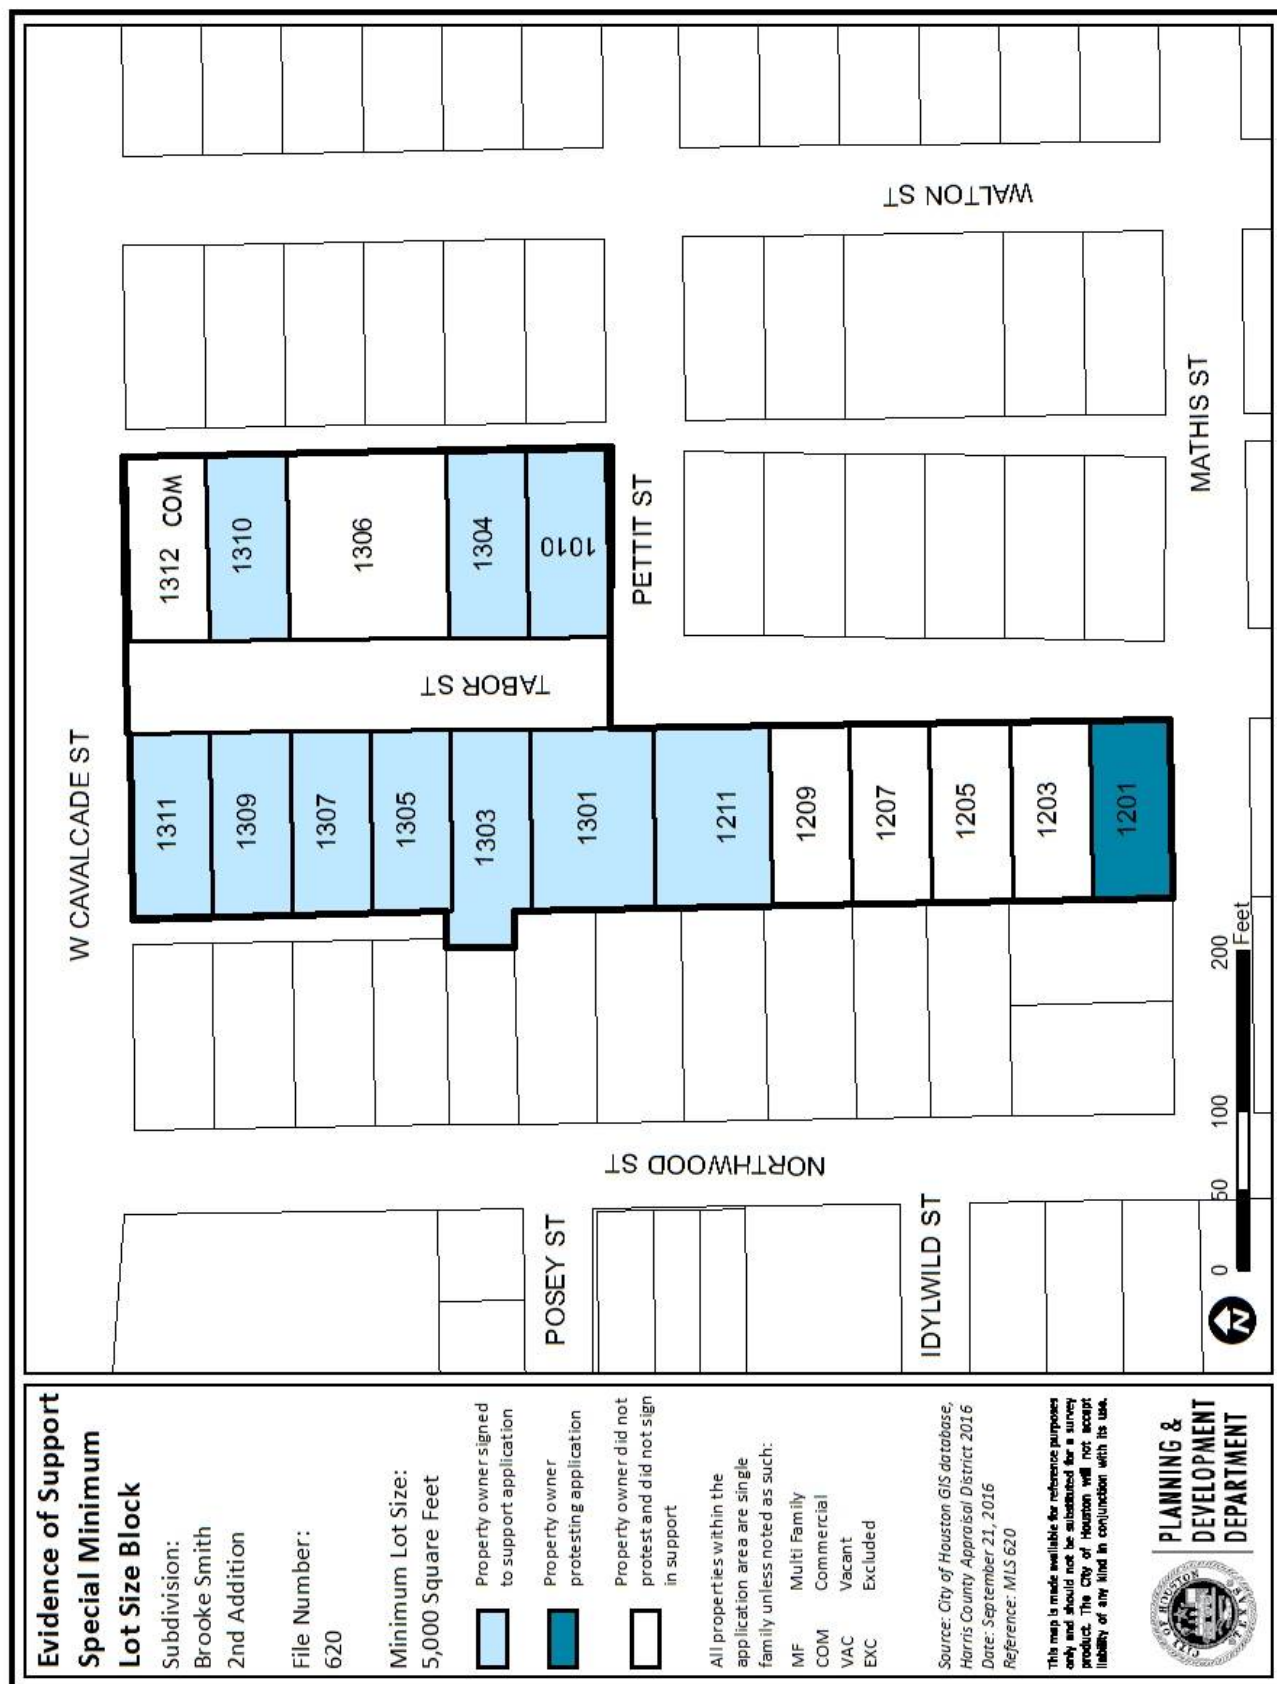 Evidence of Support
Special Minimum
Lot Size Block
Subdivision:
Brooke Smith
2nd Addition
File Number:
620
Minimum Lot Size:
5,000 Square Feet
Property owner signed
to support application
Property owner
protesting application
Property owner did not
protest and did not sign
in support
All properties within the
application area are single
family unless noted as such:
MF Multi Family
COM Commercial
VAC Vacant
EXC Excluded
Source: City of Houston GIS database,
Harris County Appraisal District 2016
Date: September 21, 2016
Reference: MLS 620
This map is made available for reference purposes
only and should not be substituted for a survey
product. The City of Houston will not accept
liability of any kind in conjunction with its use.
CITY OF HOUSTON
TEXAS
PLANNING &
DEVELOPMENT
DEPARTMENT
W CAVALCADE ST
1311
1309
1307
1305
1303
1301
1211
1209
1207
1205
1203
1201
1312 COM
1310
1306
1304
1010
TABOR ST
PETTIT ST
WALTON ST
MATHIS ST
NORTHWOOD ST
POSEY ST
IDYLWILD ST
N
0 50 100 200
Feet